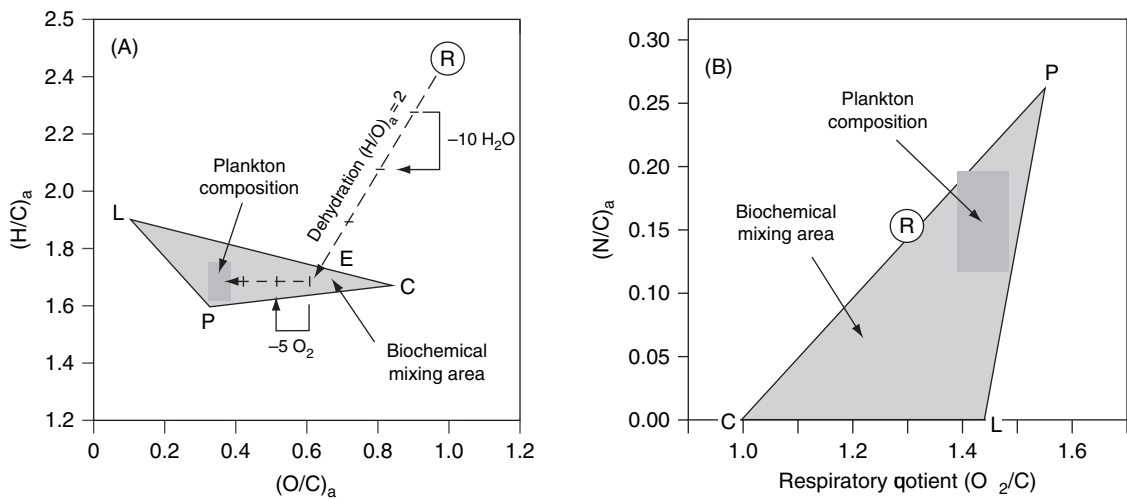 (A)
2.5
2.4
2.2
2.0
1.8
1.6
1.4
1.2
(H/C)a
0
0.2
0.4
0.6
0.8
1.0
1.2
(O/C)a
R
Dehydration (H/O)a = 2
–10 H2O
Plankton
composition
L
E
C
P
–5 O2
Biochemical
mixing area
(B)
0.30
0.25
0.20
0.15
0.10
0.05
0.00
(N/C)a
1.0
1.2
1.4
1.6
Respiratory qotient (O 2/C)
P
Plankton
composition
Biochemical
mixing area
R
C
L